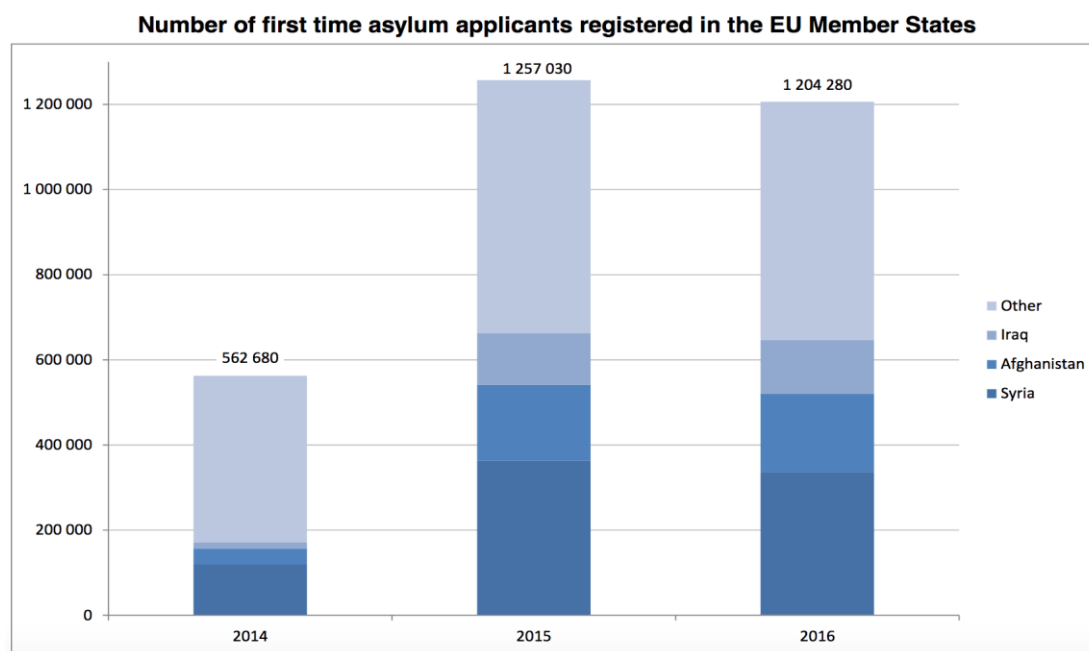 Number of first time asylum applicants registered in the EU Member States
1 257 030
1 204 280
1 200 000
1 000 000
800 000
Other
Iraq
600 000
562 680
Afghanistan
Syria
400 000
200 000
0
2014
2015
2016